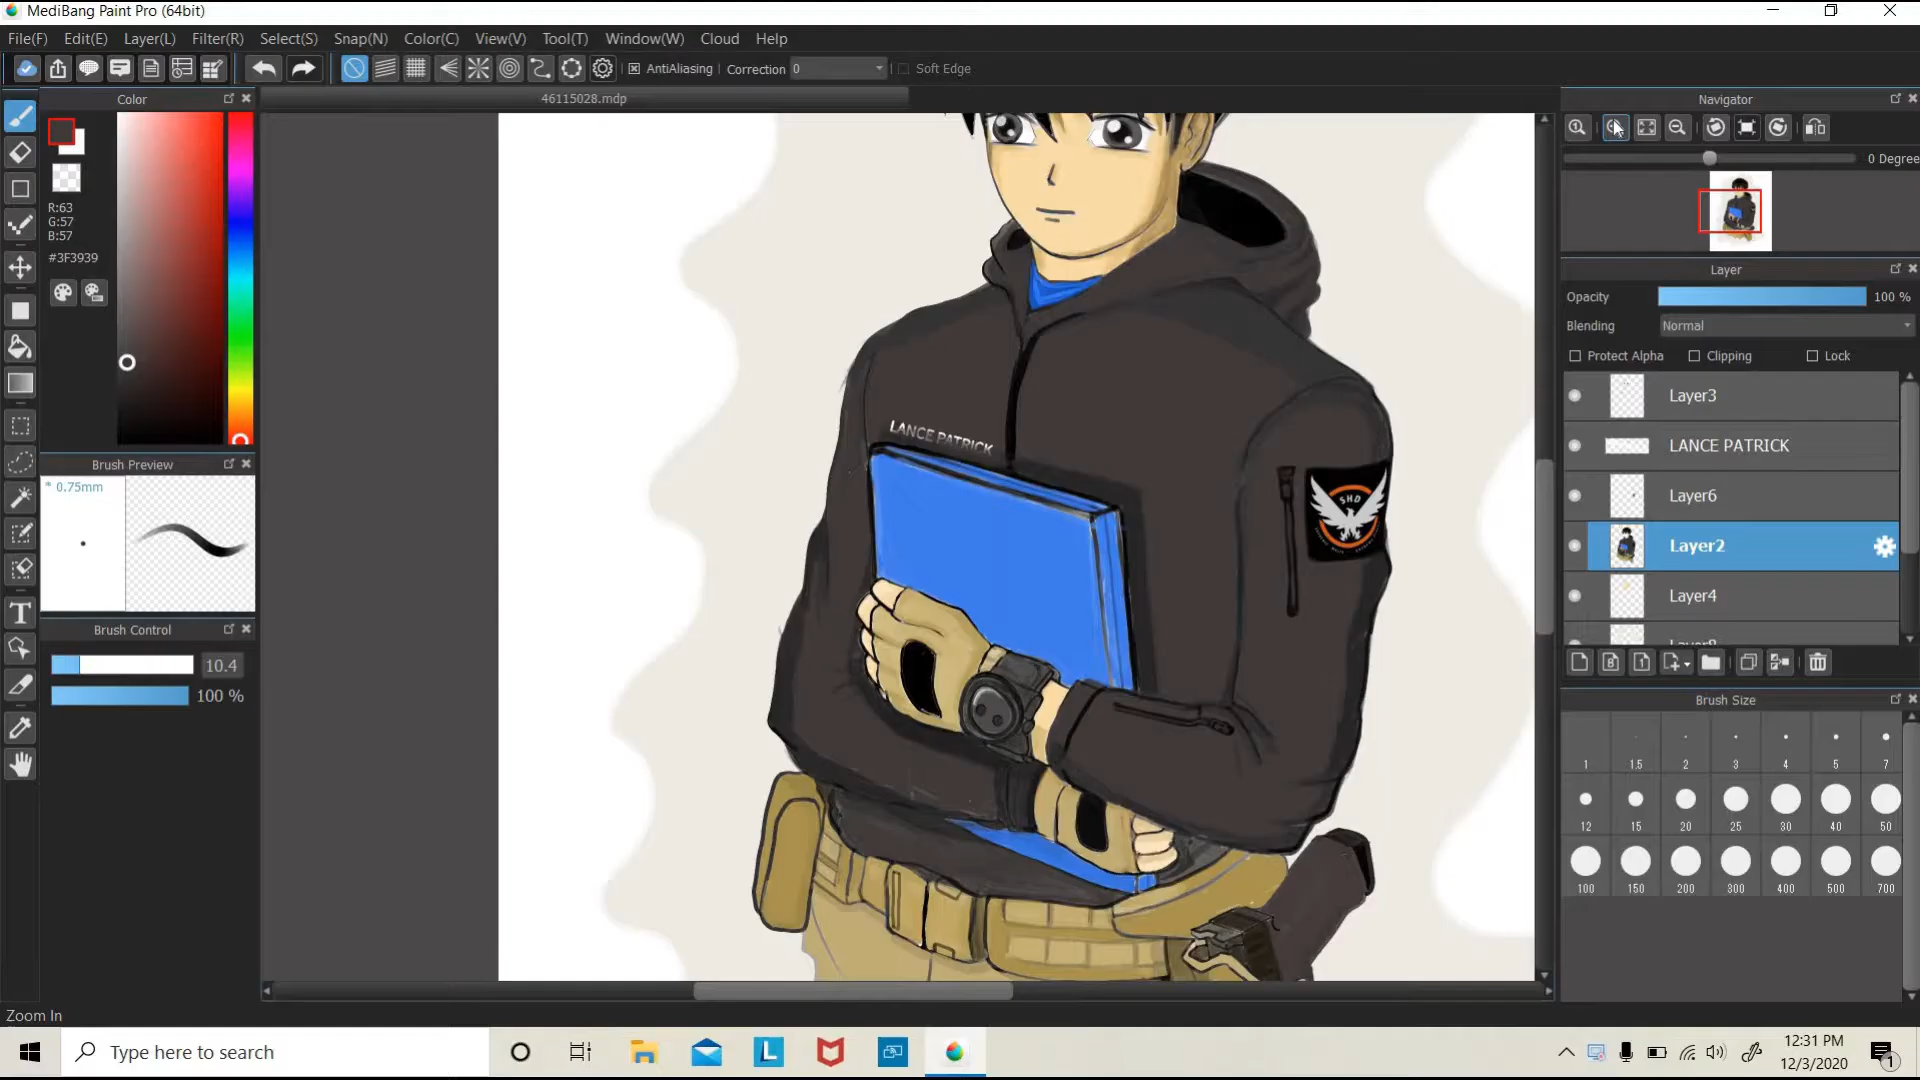 MediBang Paint Pro (64bit)
File(F) Edit(E) Layer(L) Filter(R) Select(S) Snap(N) Color(C) View(V) Tool(T) Window(W) Cloud Help
AntiAliasing Correction 0 Soft Edge
Color
46115028.mdp
Navigator
R:63
G:57
B:57
#3F3939
0 Degree
Layer
Opacity 100 %
Blending Normal
Protect Alpha Clipping Lock
Layer3
LANCE PATRICK
Layer6
Layer2
Layer4
Brush Preview
* 0.75mm
Brush Control
10.4
100 %
LANCE PATRICK
SHD
Brush Size
1 1.5 2 3 4 5 7
12 15 20 25 30 40 50
100 150 200 300 400 500 700
Zoom In
Type here to search
12:31 PM
12/3/2020
1